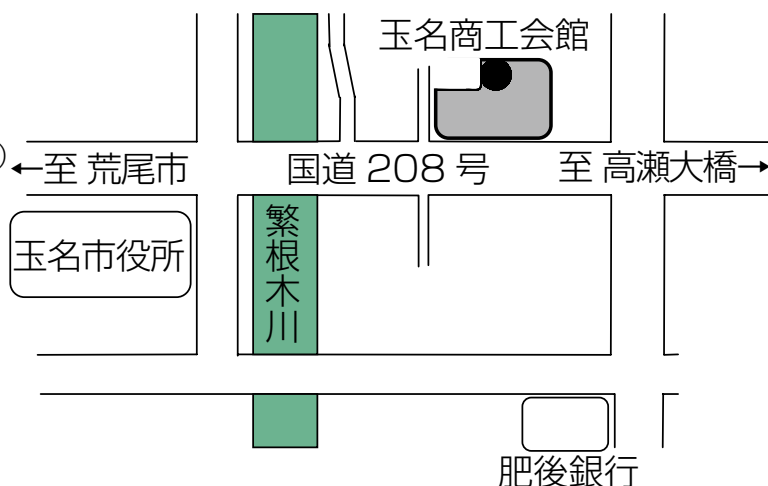 玉名商工会館
←至 荒尾市
国道 208 号
至 高瀬大橋→
玉名市役所
繁根木川
肥後銀行